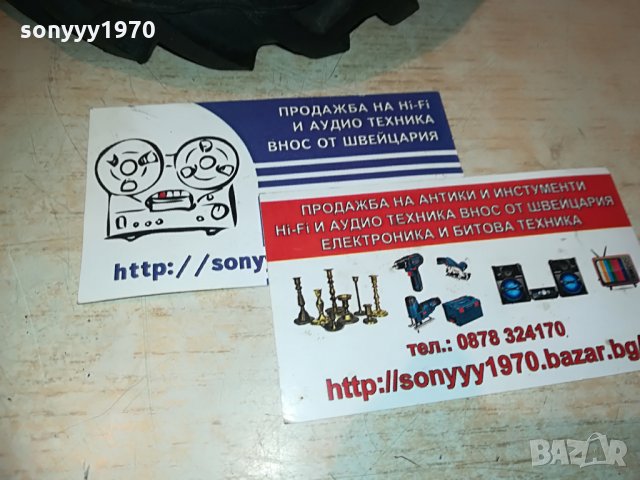 sonyyy1970
ПРОДАЖБА НА Hi-Fi
И АУДИО ТЕХНИКА
ВНОС ОТ ШВЕЙЦАРИЯ
http://sony
ПРОДАЖБА НА АНТИКИ И ИНСТУМЕНТИ
Hi-Fi И АУДИО ТЕХНИКА ВНОС ОТ ШВЕЙЦАРИЯ
ЕЛЕКТРОНИКА И БИТОВА ТЕХНИКА
тел.: 0878 324170
http://sonyyy1970.bazar.bg/
BAZAR